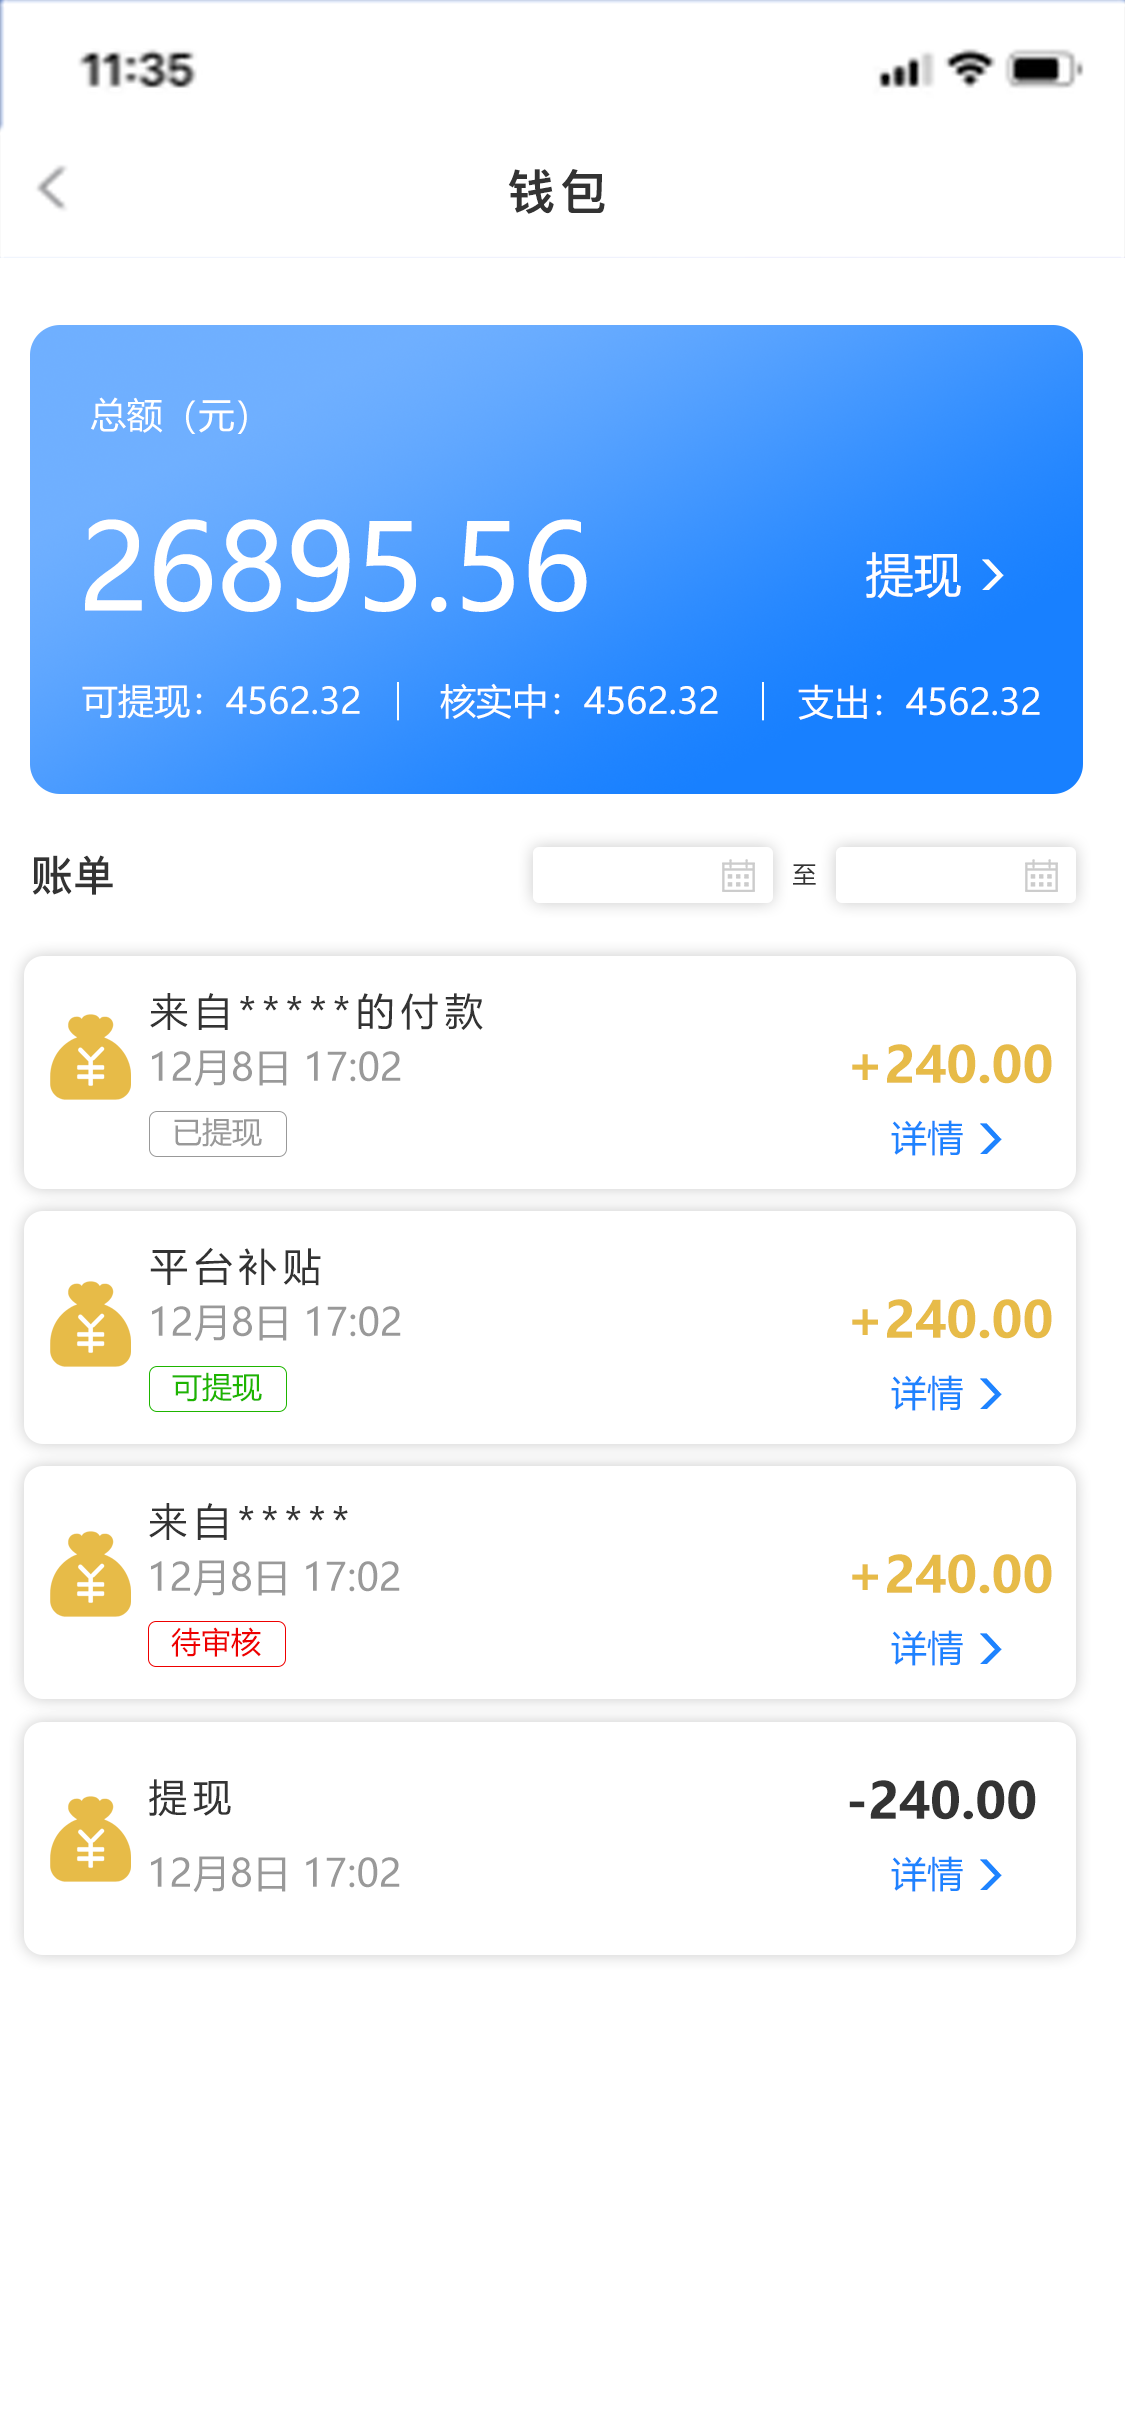 11:35
钱包
总额（元）
26895.56
提现
可提现：4562.32 核实中：4562.32 支出：4562.32
账单 至
来自*****的付款
12月8日 17:02
+240.00
已提现
详情
平台补贴
12月8日 17:02
+240.00
可提现
详情
来自*****
12月8日 17:02
+240.00
待审核
详情
提现
-240.00
12月8日 17:02
详情